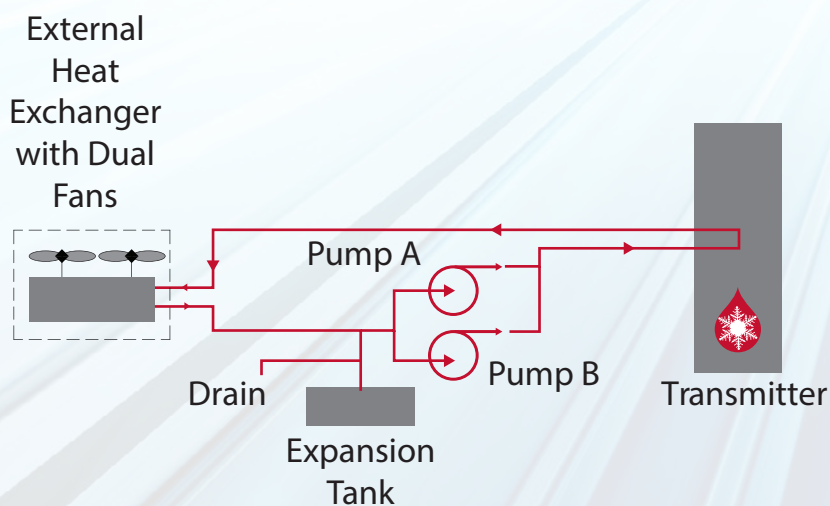 External
Heat
Exchanger
with Dual
Fans
Pump A
Pump B
Drain
Transmitter
Expansion
Tank